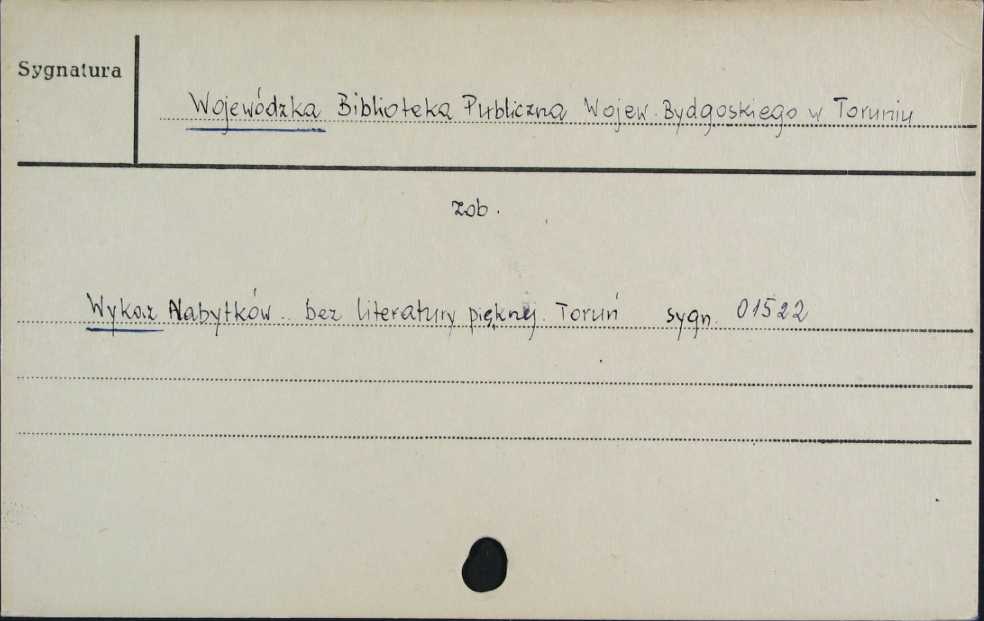 Sygnatura
Wojewódzka Biblioteka Publiczna Wojew. Bydgoskiego w Toruniu
zob.
Wykaz Nabytków.. bez literatury pięknej. Toruń sygn. 01522